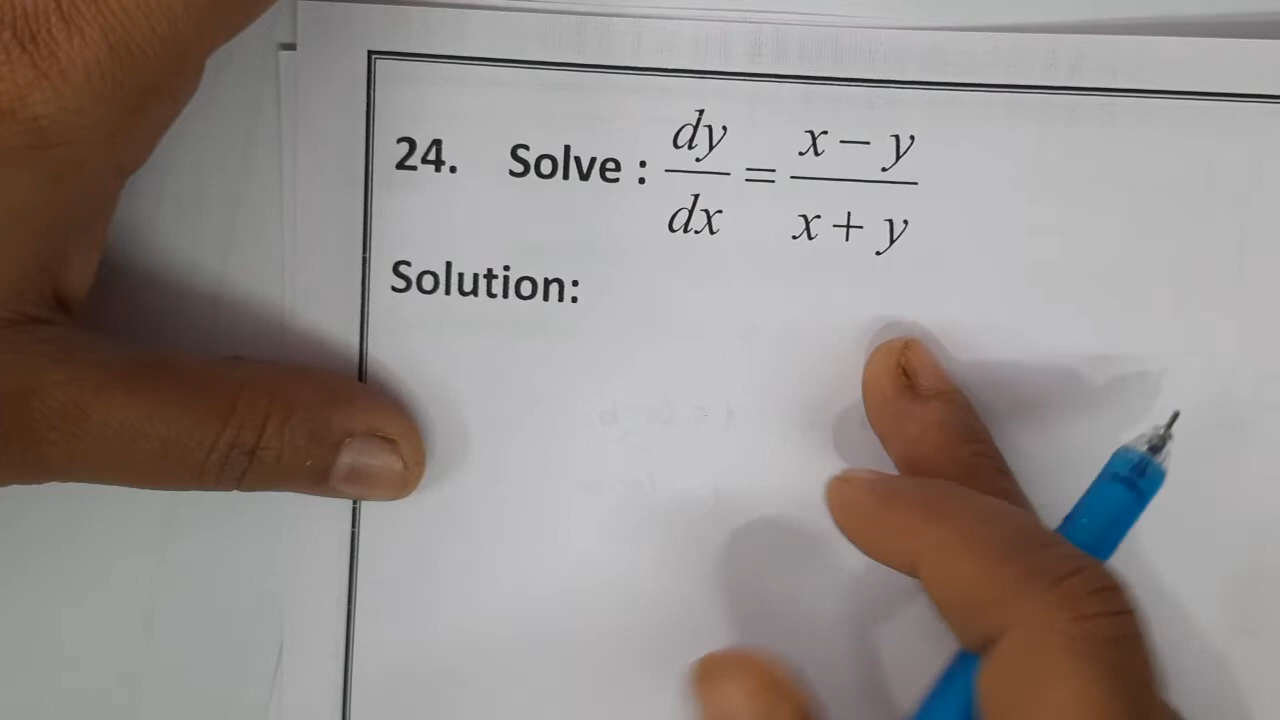 24. Solve : dy/dx = x − y / x + y
Solution: